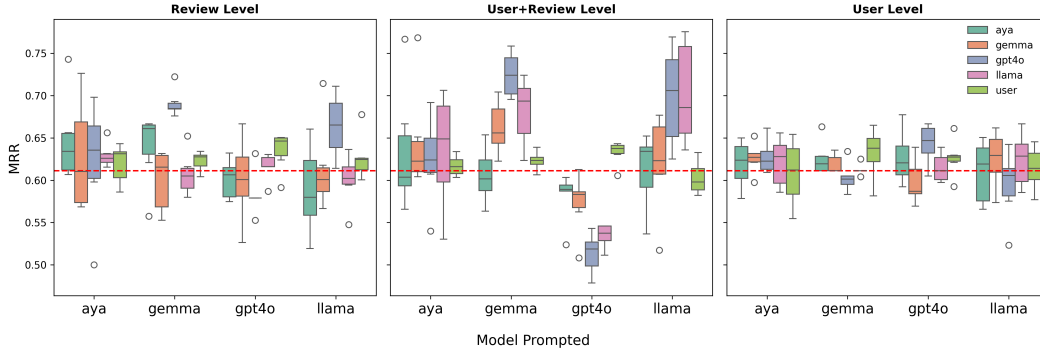 Review Level
User+Review Level
User Level
MRR
0.75
0.70
0.65
0.60
0.55
0.50
aya
gemma
gpt4o
llama
user
aya gemma gpt4o llama
aya gemma gpt4o llama
aya gemma gpt4o llama
Model Prompted